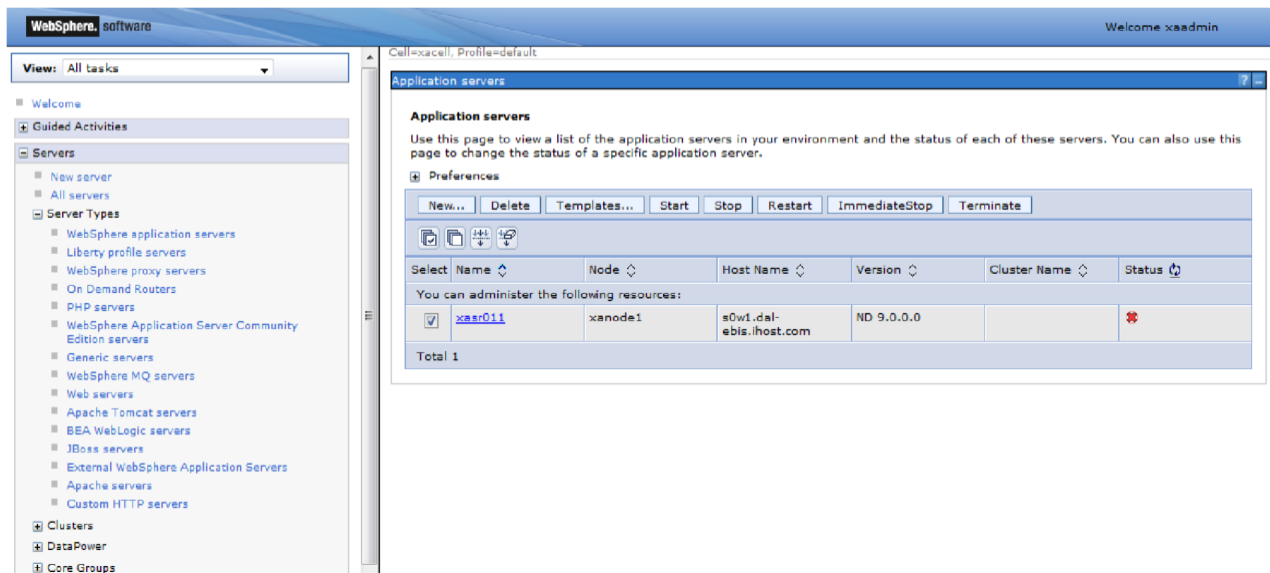 WebSphere. software
Welcome xaadmin
View: All tasks
Welcome
Guided Activities
Servers
New server
All servers
Server Types
WebSphere application servers
Liberty profile servers
WebSphere proxy servers
On Demand Routers
PHP servers
WebSphere Application Server Community
Edition servers
Generic servers
WebSphere MQ servers
Web servers
Apache Tomcat servers
BEA WebLogic servers
JBoss servers
External WebSphere Application Servers
Apache servers
Custom HTTP servers
Clusters
DataPower
Core Groups
Cell=xacell, Profile=default
Application servers ? –
Application servers
Use this page to view a list of the application servers in your environment and the status of each of these servers. You can also use this
page to change the status of a specific application server.
Preferences
New... Delete Templates... Start Stop Restart ImmediateStop Terminate
Select Name Node Host Name Version Cluster Name Status
You can administer the following resources:
xasr011 xanode1 s0w1.dal- ND 9.0.0.0
ebis.ihost.com
Total 1